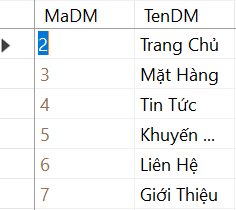 MaDM TenDM
2 Trang Chủ
3 Mặt Hàng
4 Tin Tức
5 Khuyến ...
6 Liên Hệ
7 Giới Thiệu